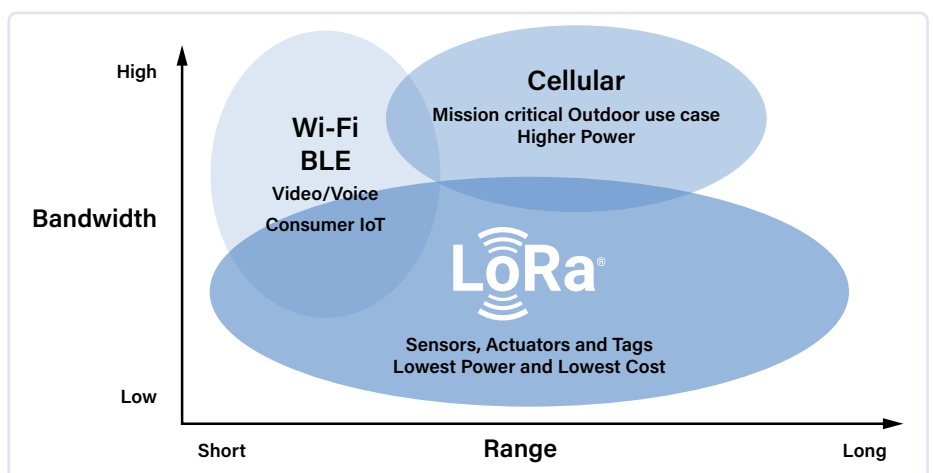 High
Bandwidth
Low
Wi-Fi
BLE
Video/Voice
Consumer IoT
Cellular
Mission critical Outdoor use case
Higher Power
LoRa®
Sensors, Actuators and Tags
Lowest Power and Lowest Cost
Short
Range
Long